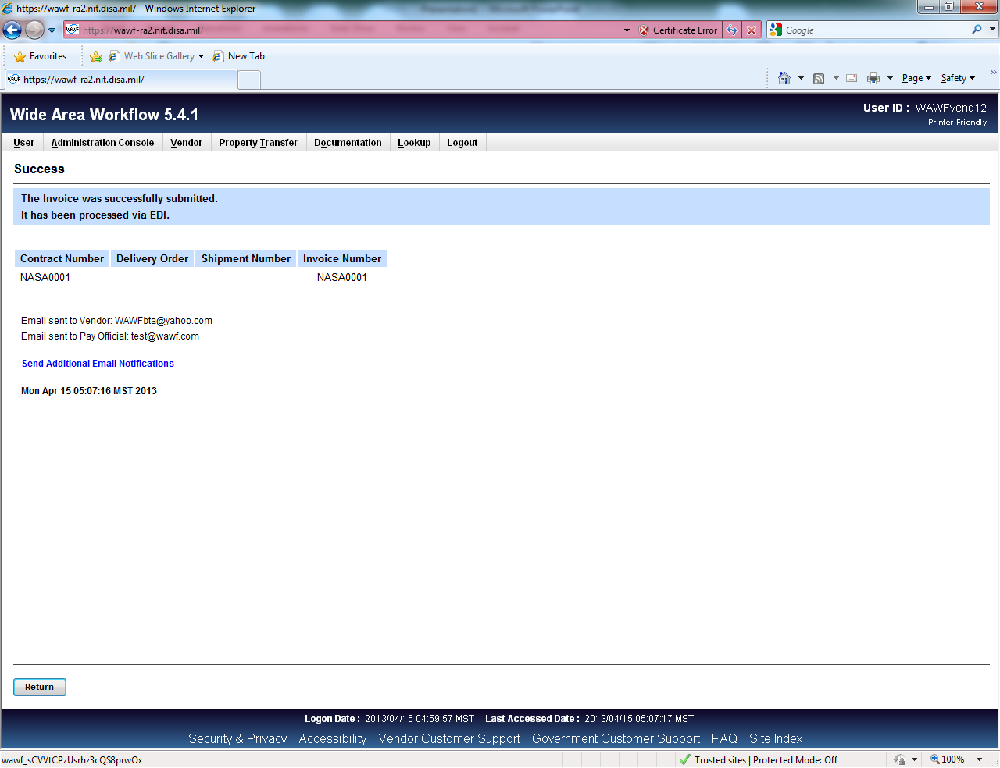 https://wawf-ra2.nit.disa.mil/ - Windows Internet Explorer
https://wawf-ra2.nit.disa.mil/
Certificate Error
Google
Favorites
Web Slice Gallery
New Tab
https://wawf-ra2.nit.disa.mil/
Page
Safety
Wide Area Workflow 5.4.1
User ID : WAWFvend12
Printer Friendly
User Administration Console Vendor Property Transfer Documentation Lookup Logout
Success
The Invoice was successfully submitted.
It has been processed via EDI.
Contract Number Delivery Order Shipment Number Invoice Number
NASA0001 NASA0001
Email sent to Vendor: WAWFbta@yahoo.com
Email sent to Pay Official: test@wawf.com
Send Additional Email Notifications
Mon Apr 15 05:07:16 MST 2013
Return
Logon Date : 2013/04/15 04:59:57 MST Last Accessed Date : 2013/04/15 05:07:17 MST
Security & Privacy Accessibility Vendor Customer Support Government Customer Support FAQ Site Index
wawf_sCVVtCPzUsrhz3cQS8prwOx
Trusted sites | Protected Mode: Off
100%